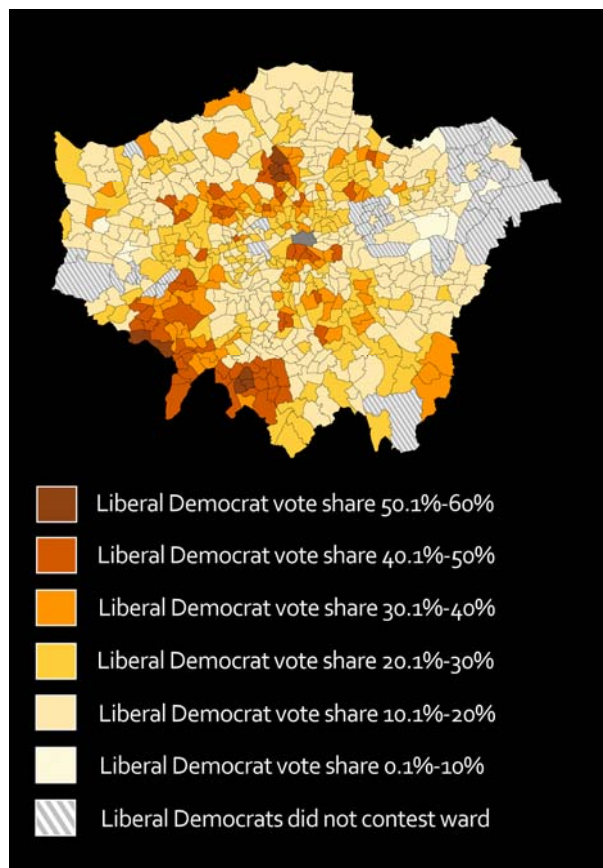 Liberal Democrat vote share 50.1%-60%
Liberal Democrat vote share 40.1%-50%
Liberal Democrat vote share 30.1%-40%
Liberal Democrat vote share 20.1%-30%
Liberal Democrat vote share 10.1%-20%
Liberal Democrat vote share 0.1%-10%
Liberal Democrats did not contest ward